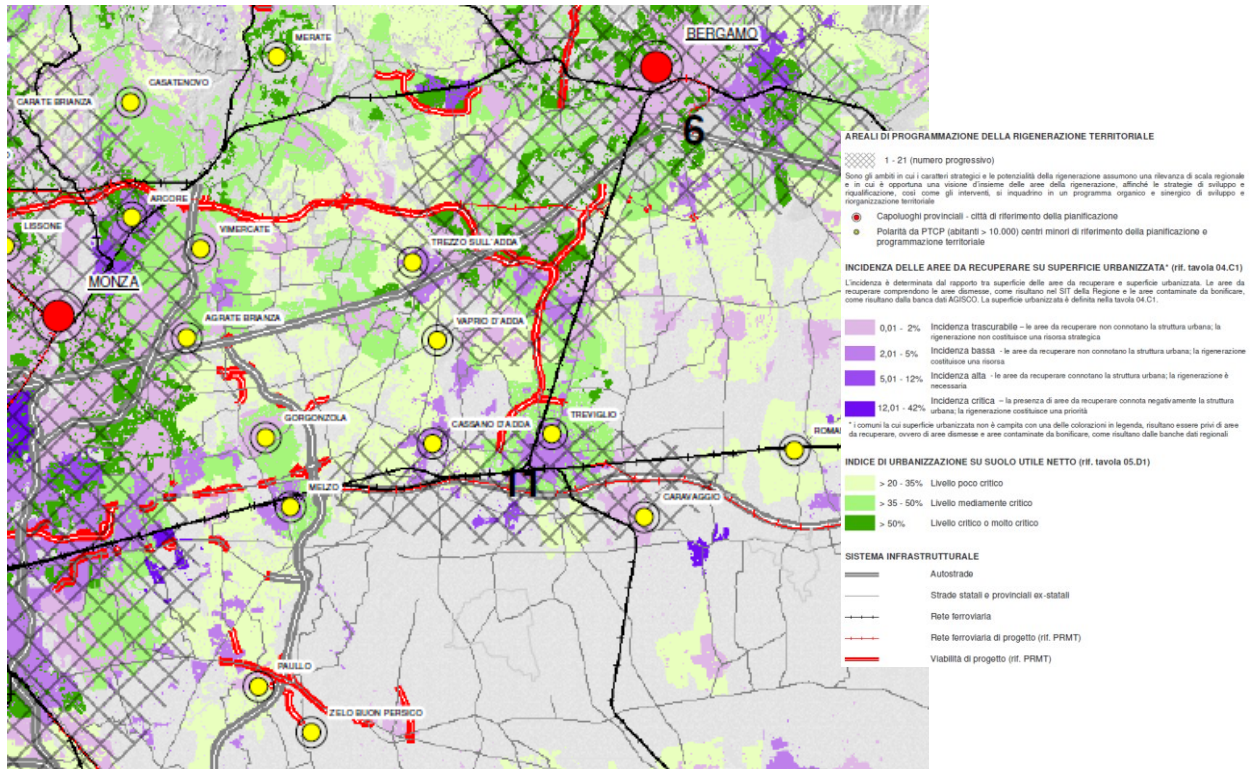 MERATE
BERGAMO
CASATENOVO
CARATE BRIANZA
6
ARCORE
LISSONE
VIMERCATE
TREZZO SULL'ADDA
MONZA
AGRATE BRIANZA
VAPRIO D'ADDA
GORGONZOLA
CASSANO D'ADDA
TREVIGLIO
ROMA
11
MELZO
CARAVAGGIO
PAULLO
ZELO BUON PERSICO
AREALI DI PROGRAMMAZIONE DELLA RIGENERAZIONE TERRITORIALE
1 - 21 (numero progressivo)
Sono gli ambiti in cui i caratteri strategici e le potenzialità della rigenerazione assumono una rilevanza di scala regionale
e in cui è opportuna una visione d'insieme delle aree della rigenerazione, affinché le strategie di sviluppo e
riqualificazione, così come gli interventi, si inquadrino in un programma organico e sinergico di sviluppo e
riorganizzazione territoriale
Capoluoghi provinciali - città di riferimento della pianificazione
Polarità da PTCP (abitanti > 10.000) centri minori di riferimento della pianificazione e
programmazione territoriale
INCIDENZA DELLE AREE DA RECUPERARE SU SUPERFICIE URBANIZZATA* (rif. tavola 04.C1)
L'incidenza è determinata dal rapporto tra superficie delle aree da recuperare e superficie urbanizzata. Le aree da
recuperare comprendono le aree dismesse, come risultano nel SIT della Regione e le aree contaminate da bonificare,
come risultano dalla banca dati AGISCO. La superficie urbanizzata è definita nella tavola 04.C1.
0,01 - 2% Incidenza trascurabile – le aree da recuperare non connotano la struttura urbana; la
rigenerazione non costituisce una risorsa strategica
2,01 - 5% Incidenza bassa - le aree da recuperare non connotano la struttura urbana; la rigenerazione
costituisce una risorsa
5,01 - 12% Incidenza alta - le aree da recuperare connotano la struttura urbana; la rigenerazione è
necessaria
12,01 - 42% Incidenza critica – la presenza di aree da recuperare connota negativamente la struttura
urbana; la rigenerazione costituisce una priorità
* i comuni la cui superficie urbanizzata non è campita con una delle colorazioni in legenda, risultano essere privi di aree
da recuperare, ovvero di aree dismesse e aree contaminate da bonificare, come risultano dalle banche dati regionali
INDICE DI URBANIZZAZIONE SU SUOLO UTILE NETTO (rif. tavola 05.D1)
> 20 - 35% Livello poco critico
> 35 - 50% Livello mediamente critico
> 50% Livello critico o molto critico
SISTEMA INFRASTRUTTURALE
Autostrade
Strade statali e provinciali ex-statali
Rete ferroviaria
Rete ferroviaria di progetto (rif. PRMT)
Viabilità di progetto (rif. PRMT)